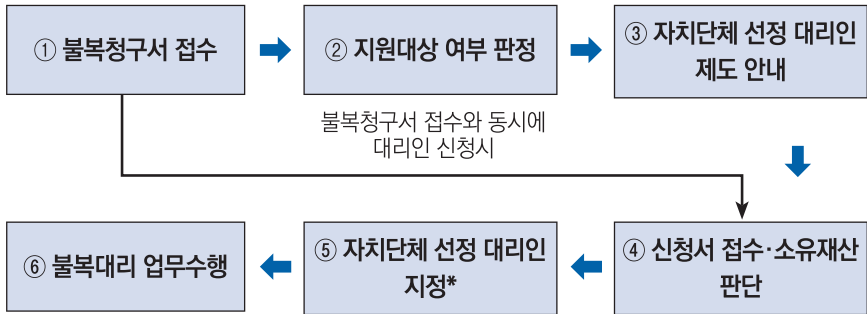 ① 불복청구서 접수
② 지원대상 여부 판정
③ 자치단체 선정 대리인
제도 안내
불복청구서 접수와 동시에
대리인 신청시
④ 신청서 접수·소유재산
판단
⑤ 자치단체 선정 대리인
지정*
⑥ 불복대리 업무수행